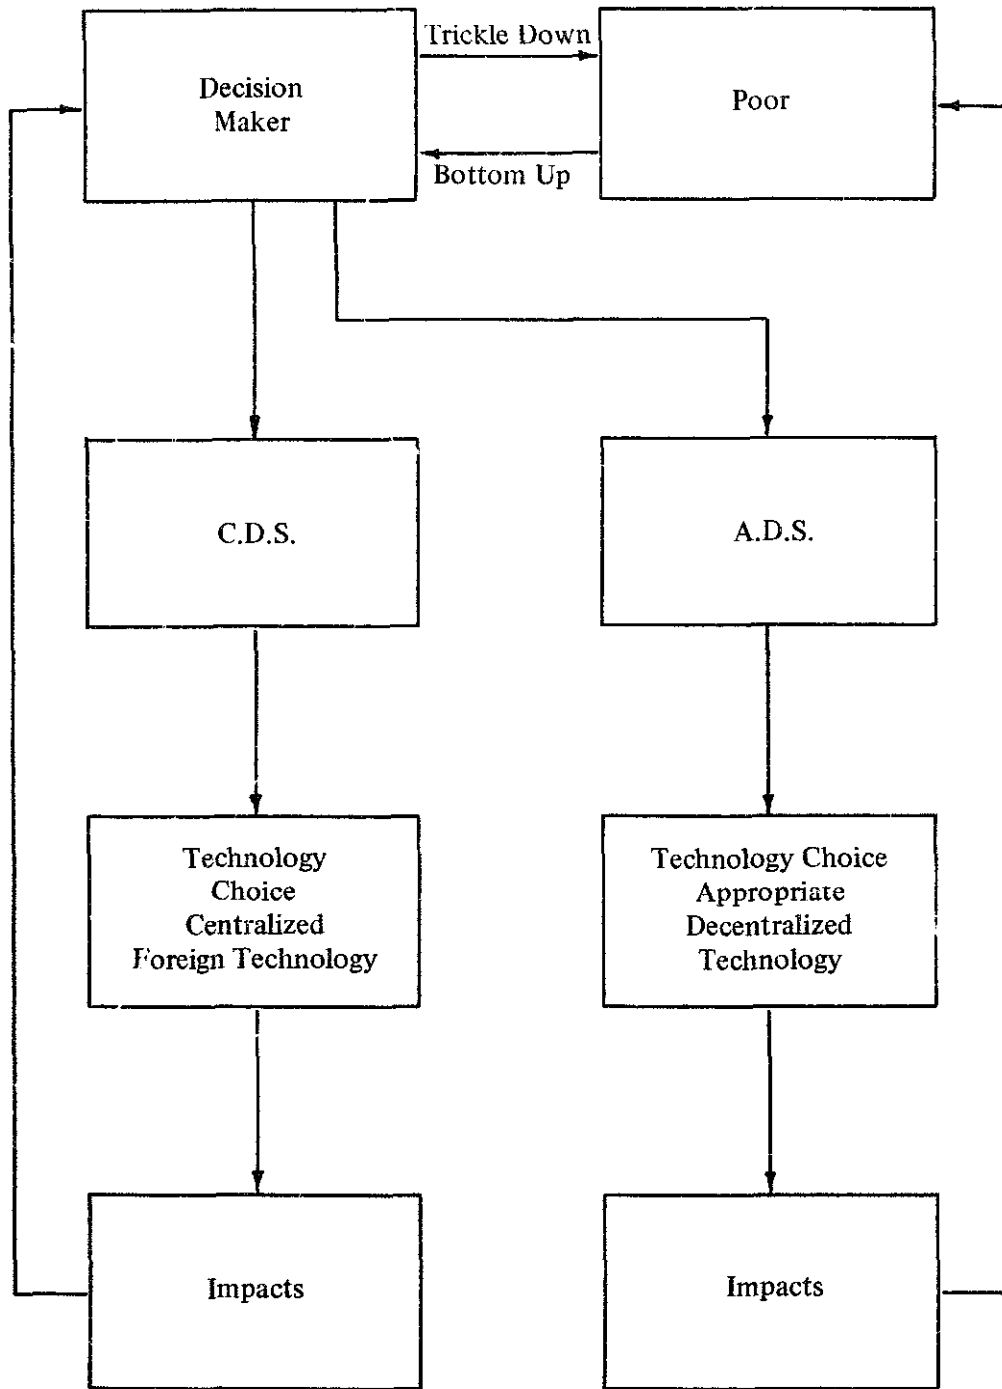 Trickle Down
Decision
Maker
Poor
Bottom Up
C.D.S.
A.D.S.
Technology
Choice
Centralized
Foreign Technology
Technology Choice
Appropriate
Decentralized
Technology
Impacts
Impacts